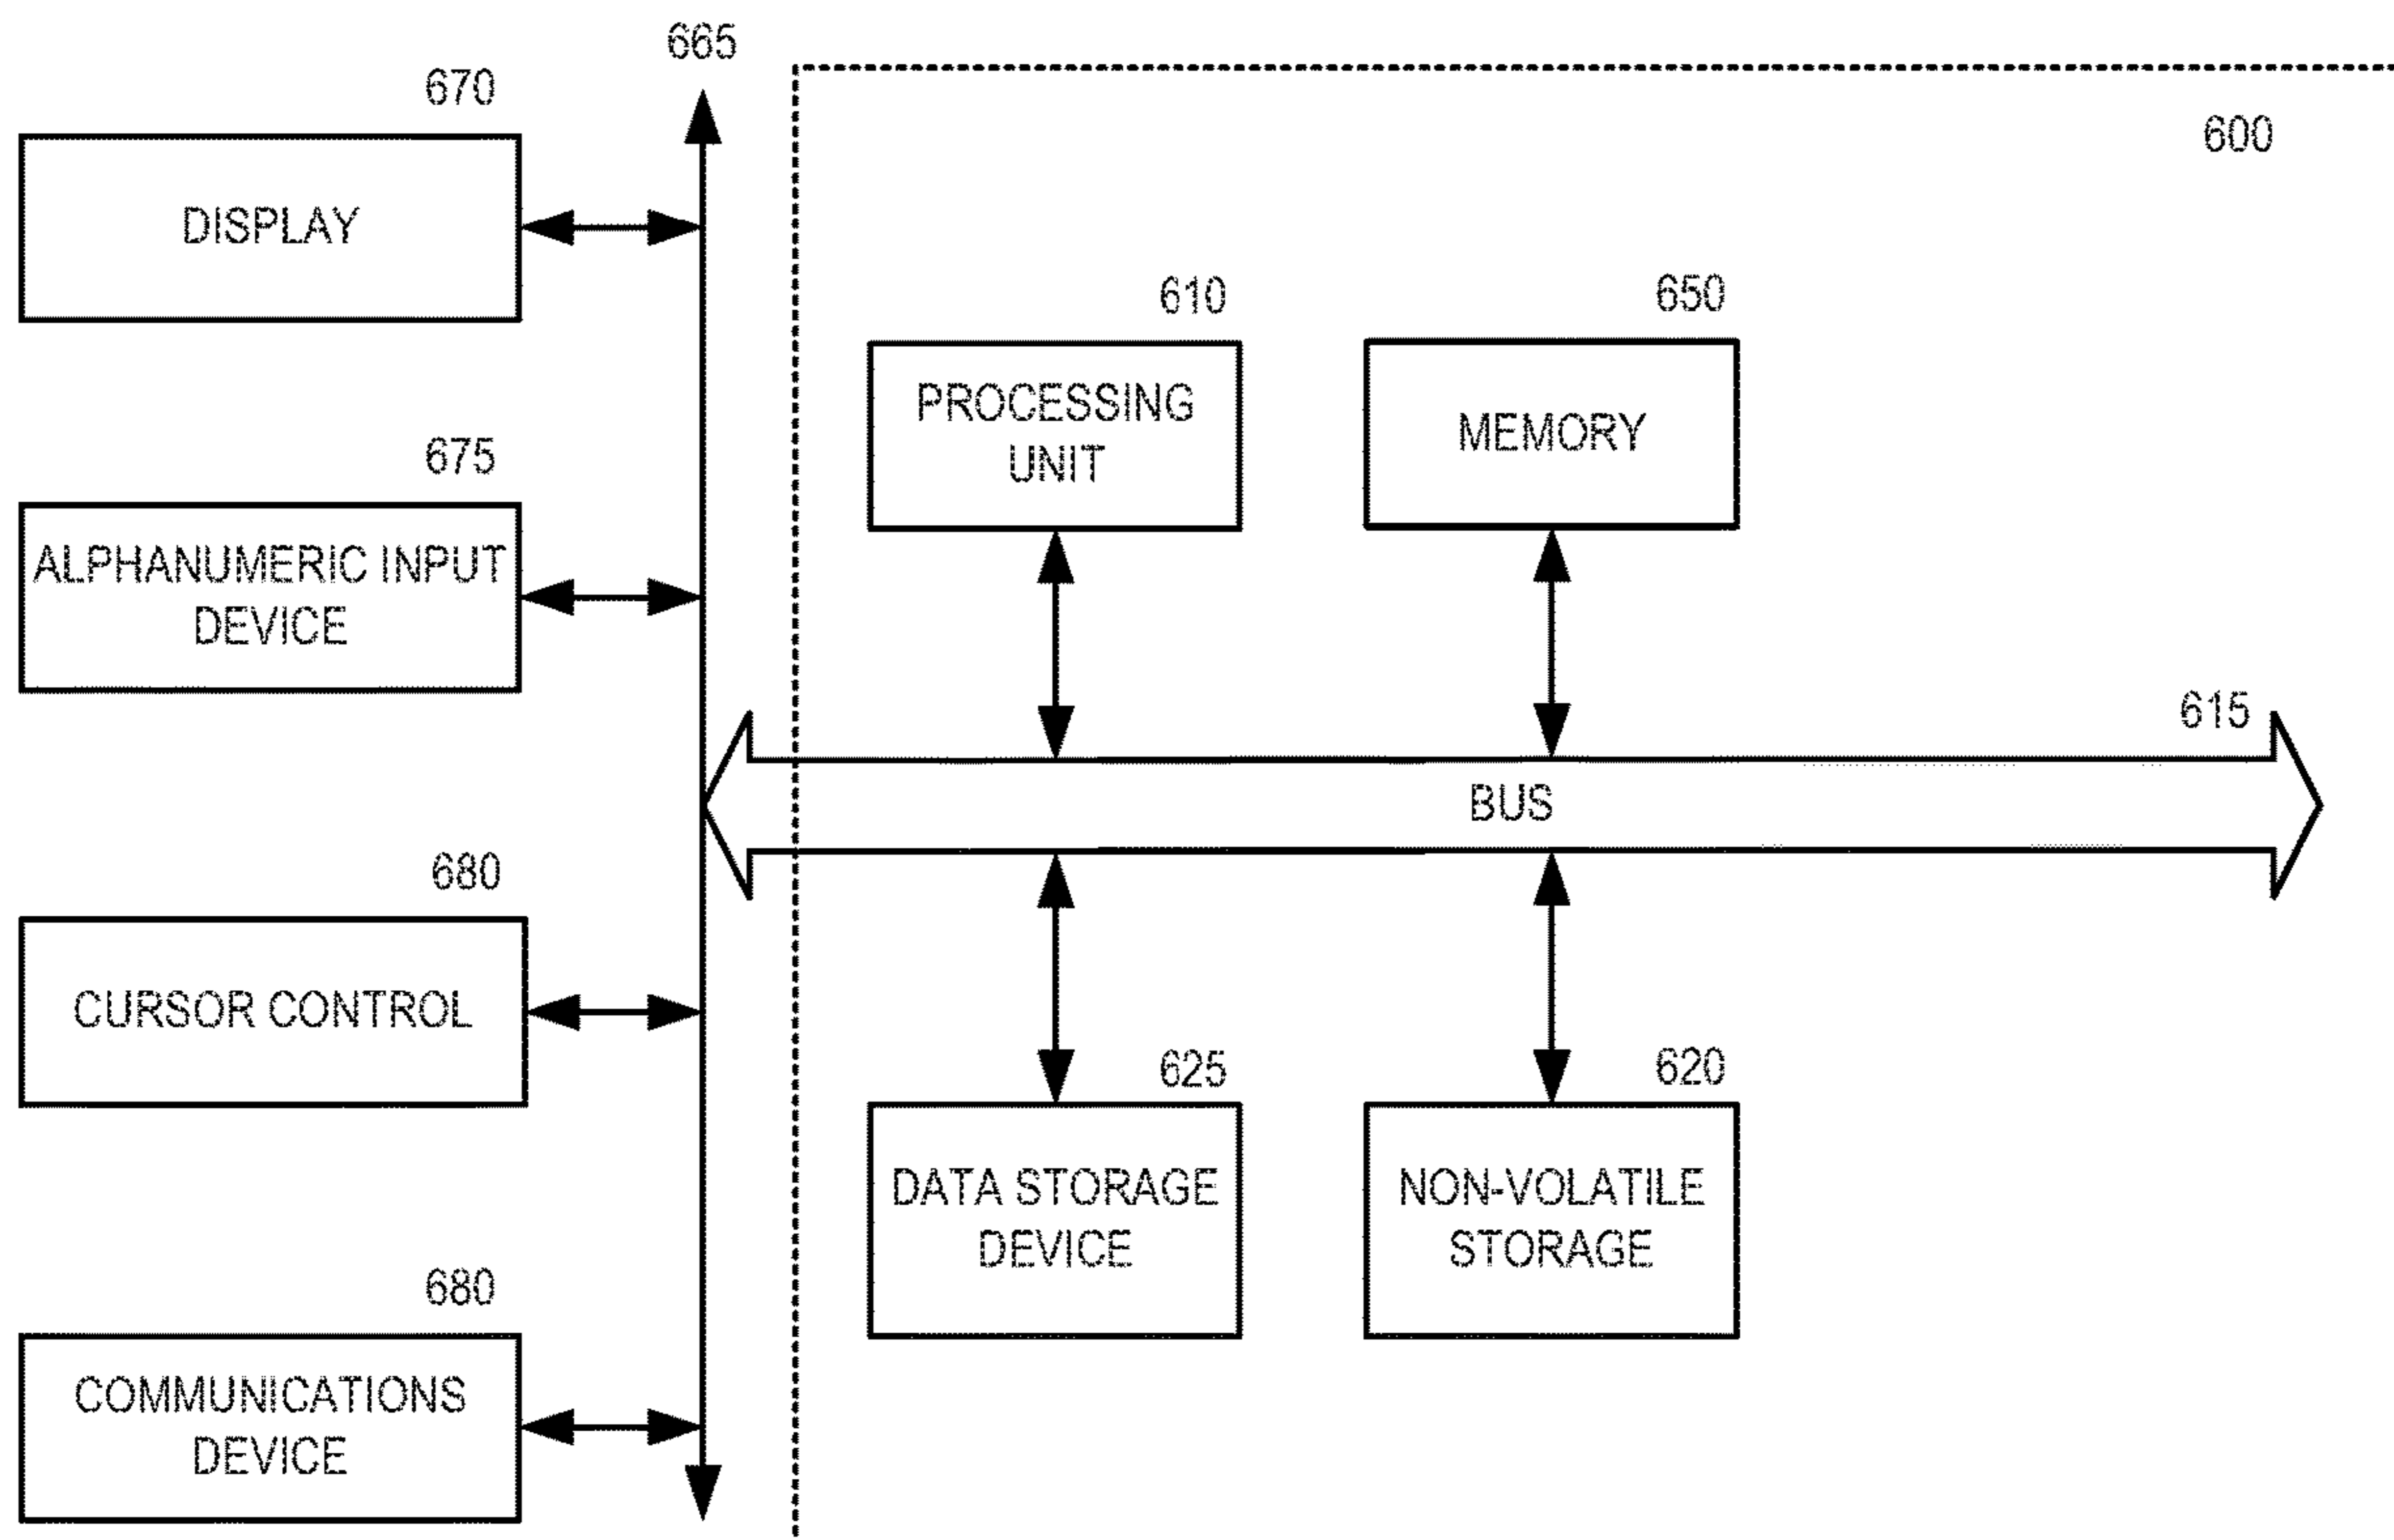 665
670
600
DISPLAY
610
650
PROCESSING
UNIT
MEMORY
675
ALPHANUMERIC INPUT
DEVICE
615
BUS
680
CURSOR CONTROL
625
620
DATA STORAGE
DEVICE
NON-VOLATILE
STORAGE
680
COMMUNICATIONS
DEVICE